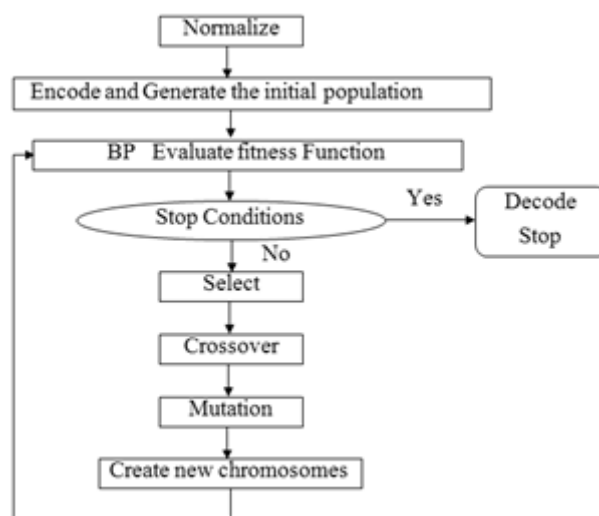 Normalize
Encode and Generate the initial population
BP Evaluate fitness Function
Stop Conditions
Yes
Decode
Stop
No
Select
Crossover
Mutation
Create new chromosomes